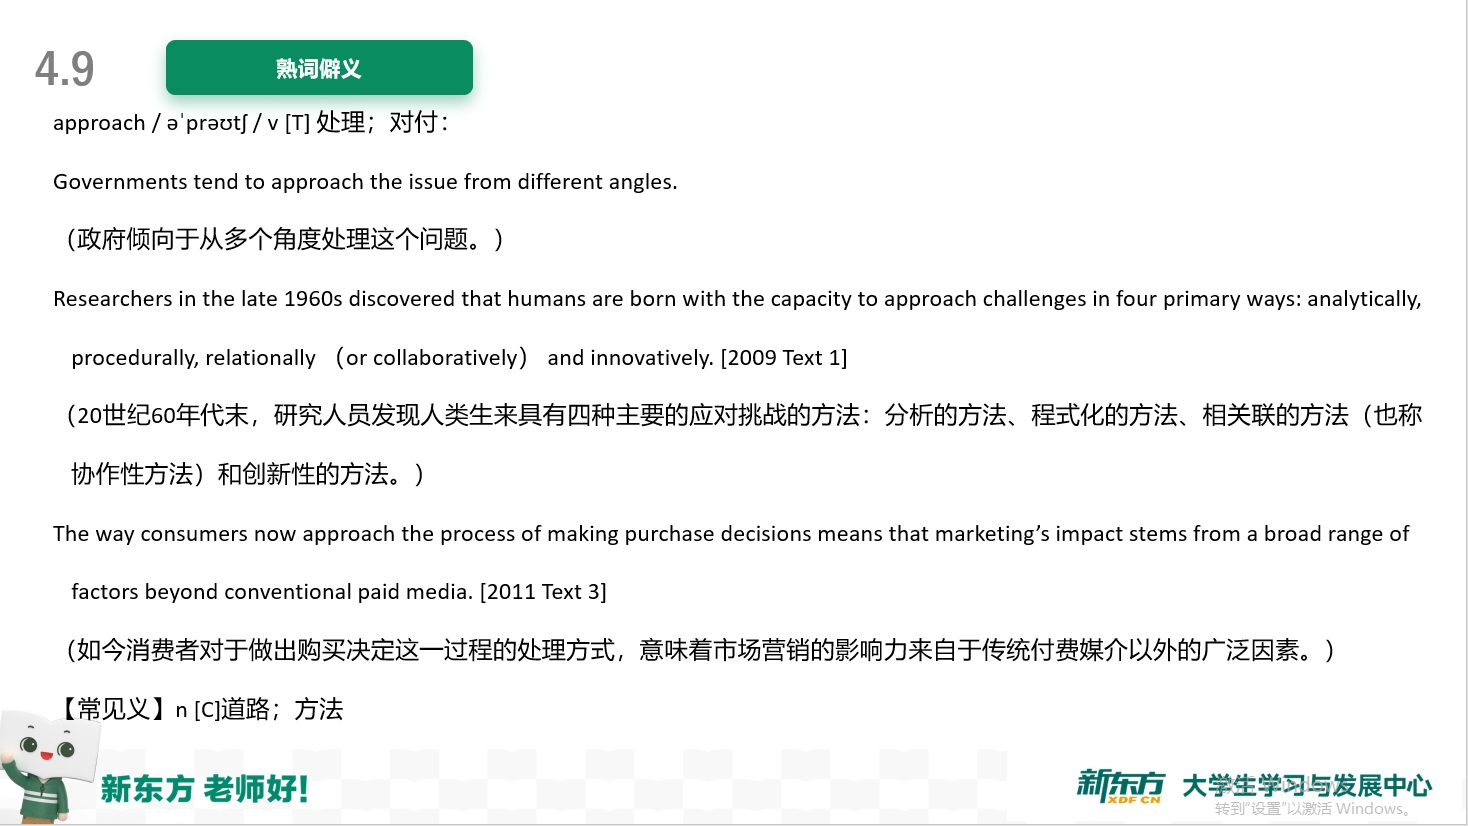 4.9
熟词僻义
approach / əˈprəʊtʃ / v [T] 处理；对付：
Governments tend to approach the issue from different angles.
（政府倾向于从多个角度处理这个问题。）
Researchers in the late 1960s discovered that humans are born with the capacity to approach challenges in four primary ways: analytically,
procedurally, relationally （or collaboratively） and innovatively. [2009 Text 1]
（20世纪60年代末，研究人员发现人类生来具有四种主要的应对挑战的方法：分析的方法、程式化的方法、相关联的方法（也称
协作性方法）和创新性的方法。）
The way consumers now approach the process of making purchase decisions means that marketing’s impact stems from a broad range of
factors beyond conventional paid media. [2011 Text 3]
（如今消费者对于做出购买决定这一过程的处理方式，意味着市场营销的影响力来自于传统付费媒介以外的广泛因素。）
【常见义】n [C]道路；方法
新东方 老师好!
新东方 XDF.CN 大学生学习与发展中心
激活 Windows
转到“设置”以激活 Windows。